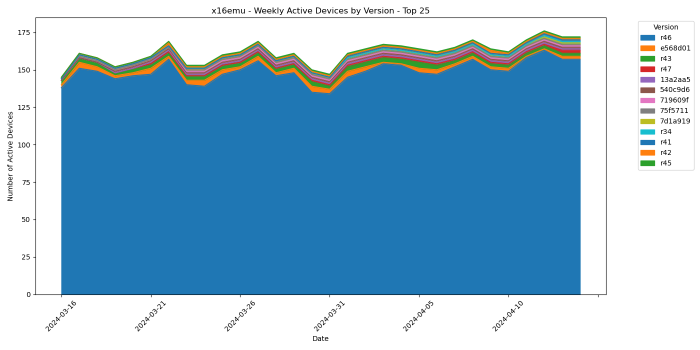 x16emu - Weekly Active Devices by Version - Top 25
Number of Active Devices
175
150
125
100
75
50
25
0
2024-03-16
2024-03-21
2024-03-26
2024-03-31
2024-04-05
2024-04-10
Date
Version
r46
e568d01
r43
r47
13a2aa5
540c9d6
719609f
75f5711
7d1a919
r34
r41
r42
r45